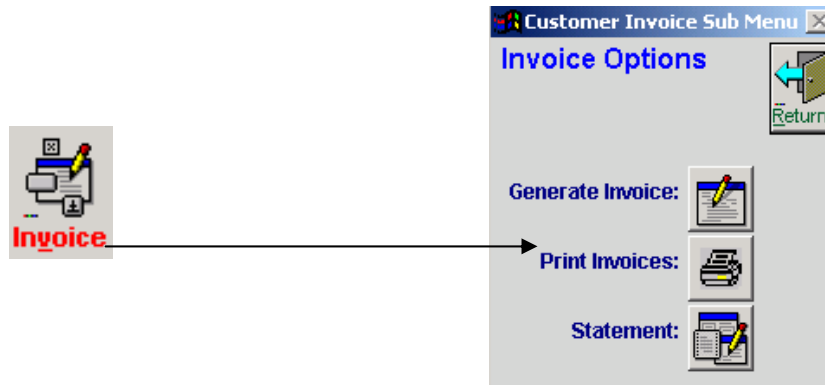 Customer Invoice Sub Menu
Invoice Options
Return
Generate Invoice:
Invoice
Print Invoices:
Statement: